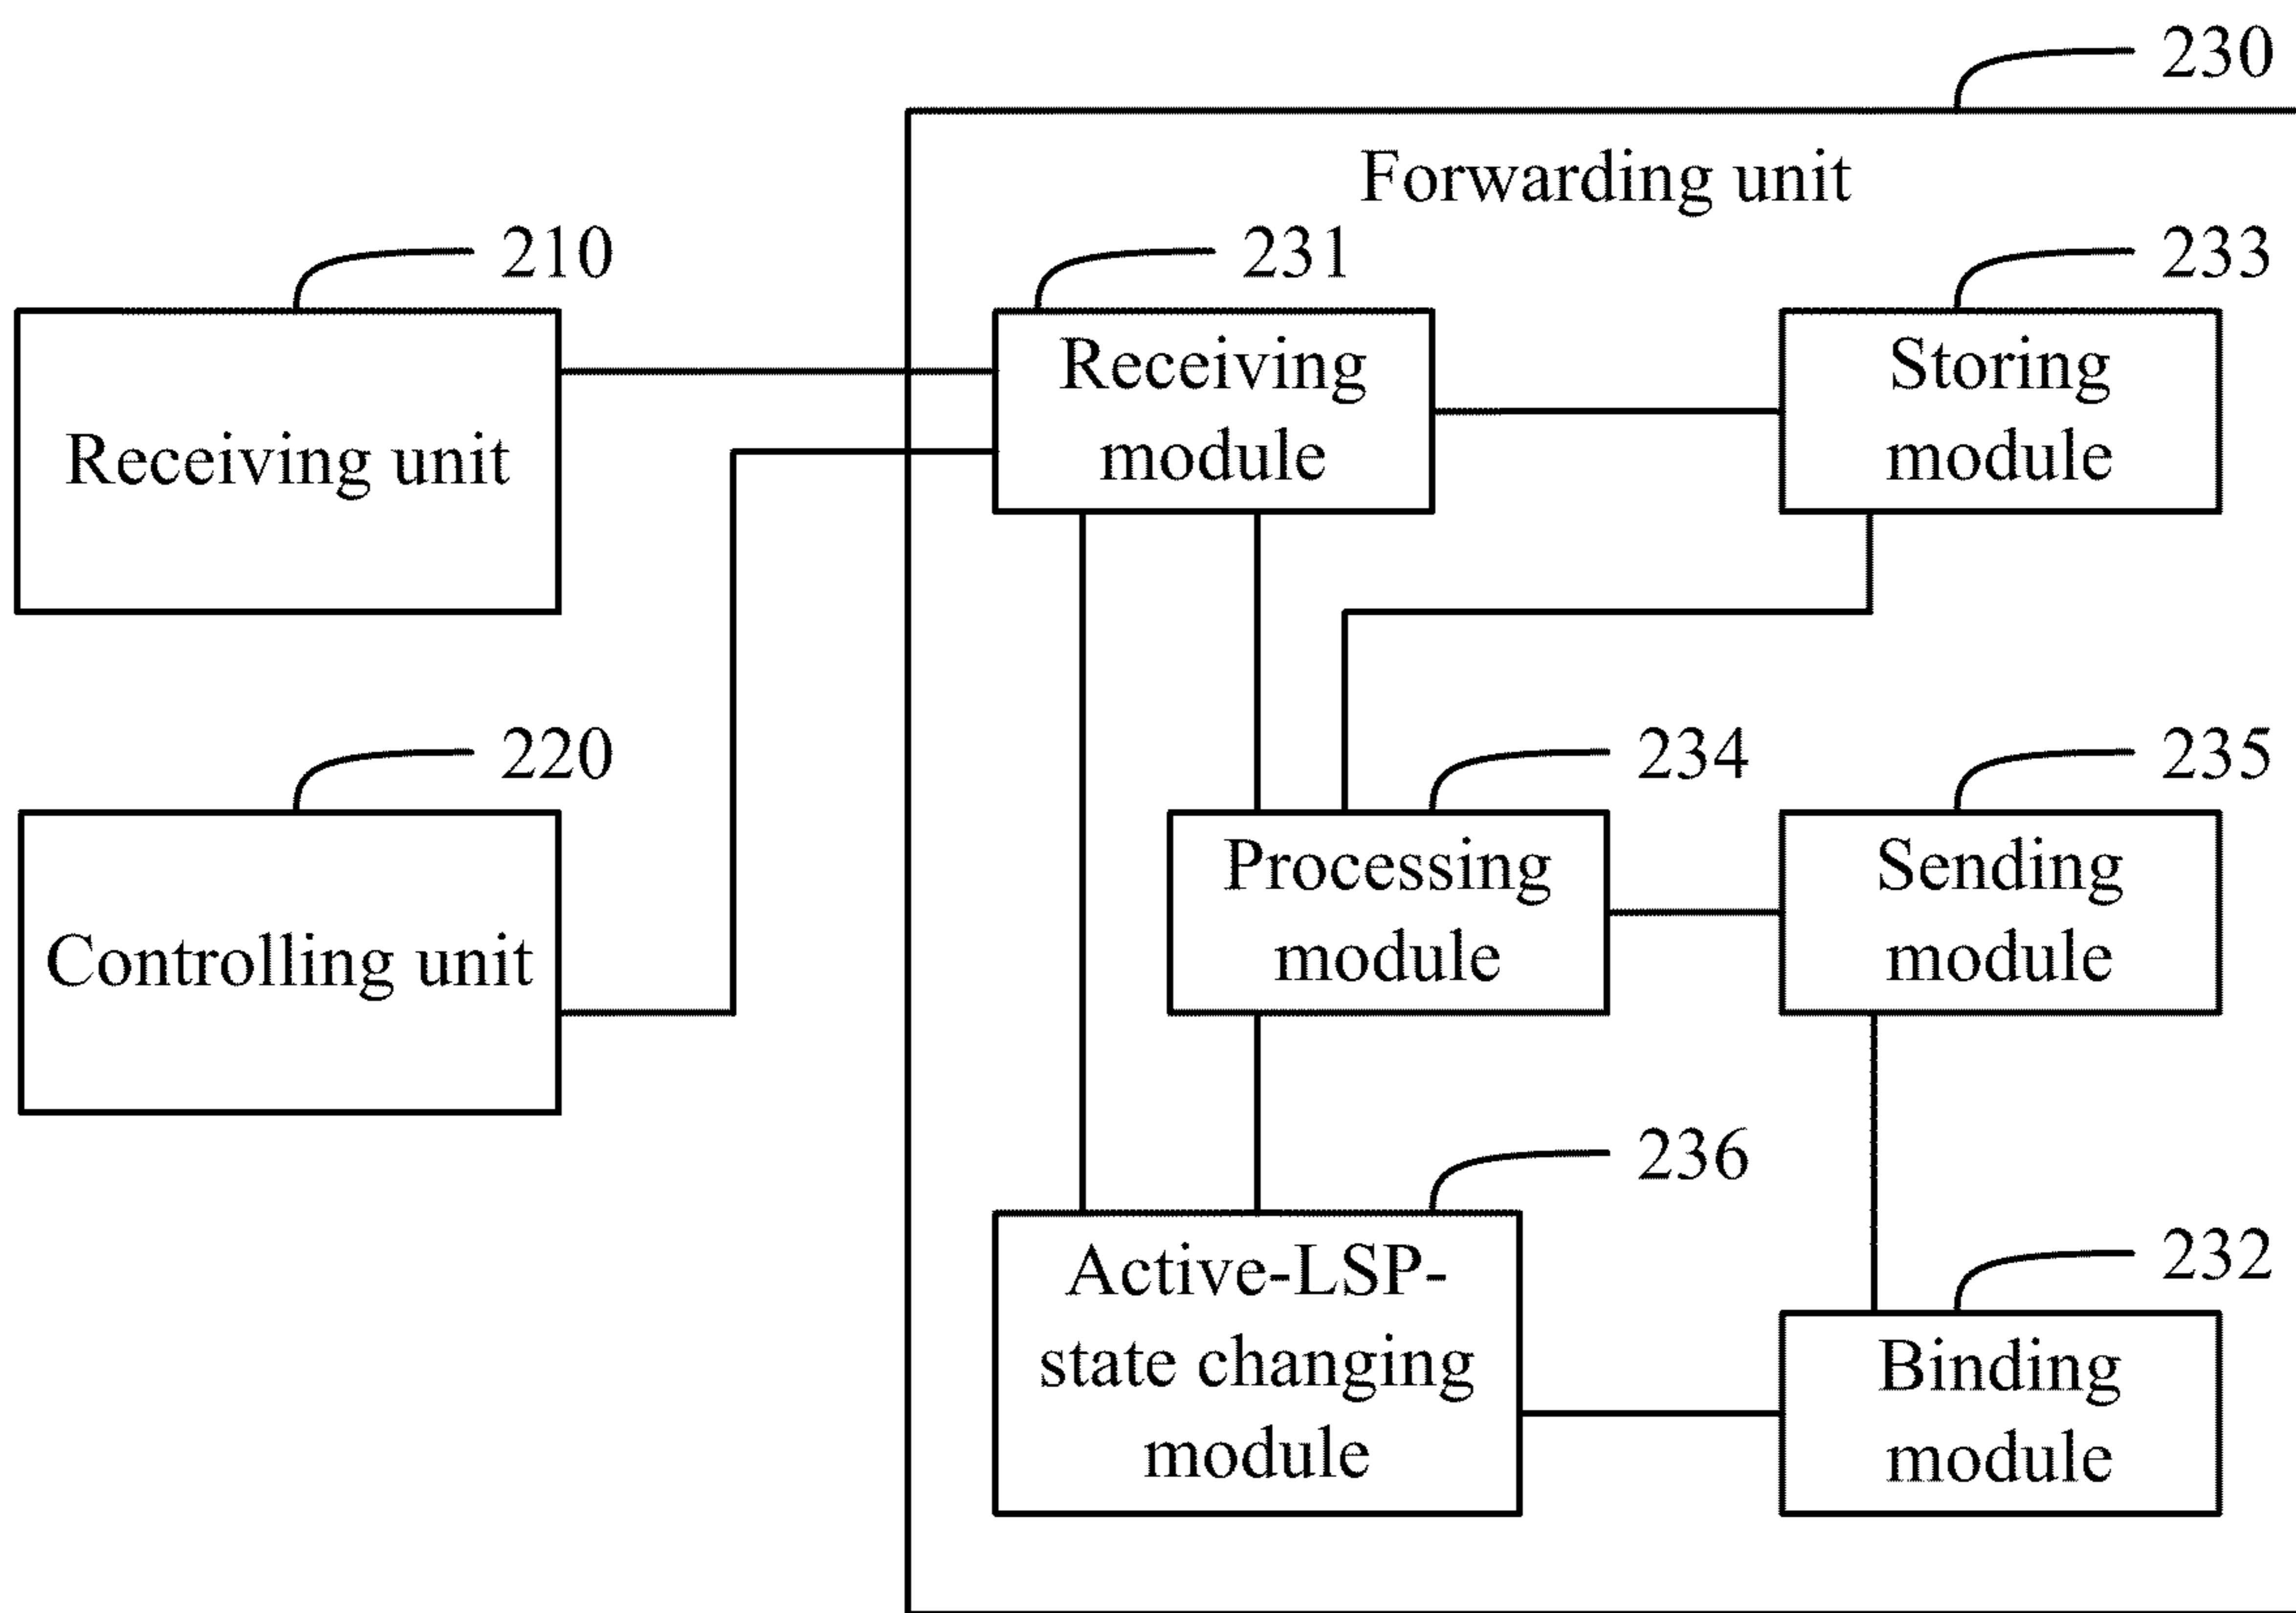 230
Forwarding unit
210
231
233
Receiving unit
Receiving
module
Storing
module
220
234
235
Controlling unit
Processing
module
Sending
module
236
232
Active-LSP-
state changing
module
Binding
module